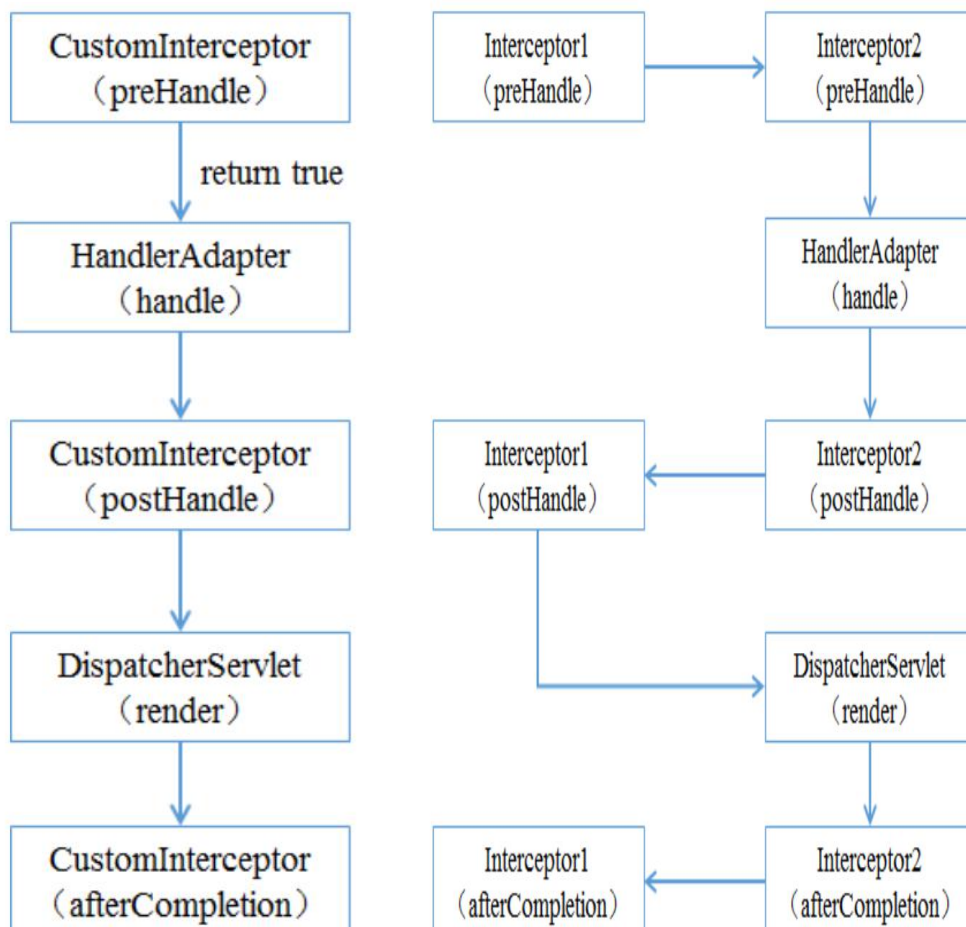 CustomInterceptor
（preHandle）
return true
HandlerAdapter
（handle）
CustomInterceptor
（postHandle）
DispatcherServlet
（render）
CustomInterceptor
（afterCompletion）
Interceptor1
（preHandle）
Interceptor2
（preHandle）
HandlerAdapter
（handle）
Interceptor2
（postHandle）
Interceptor1
（postHandle）
DispatcherServlet
（render）
Interceptor2
（afterCompletion）
Interceptor1
（afterCompletion）